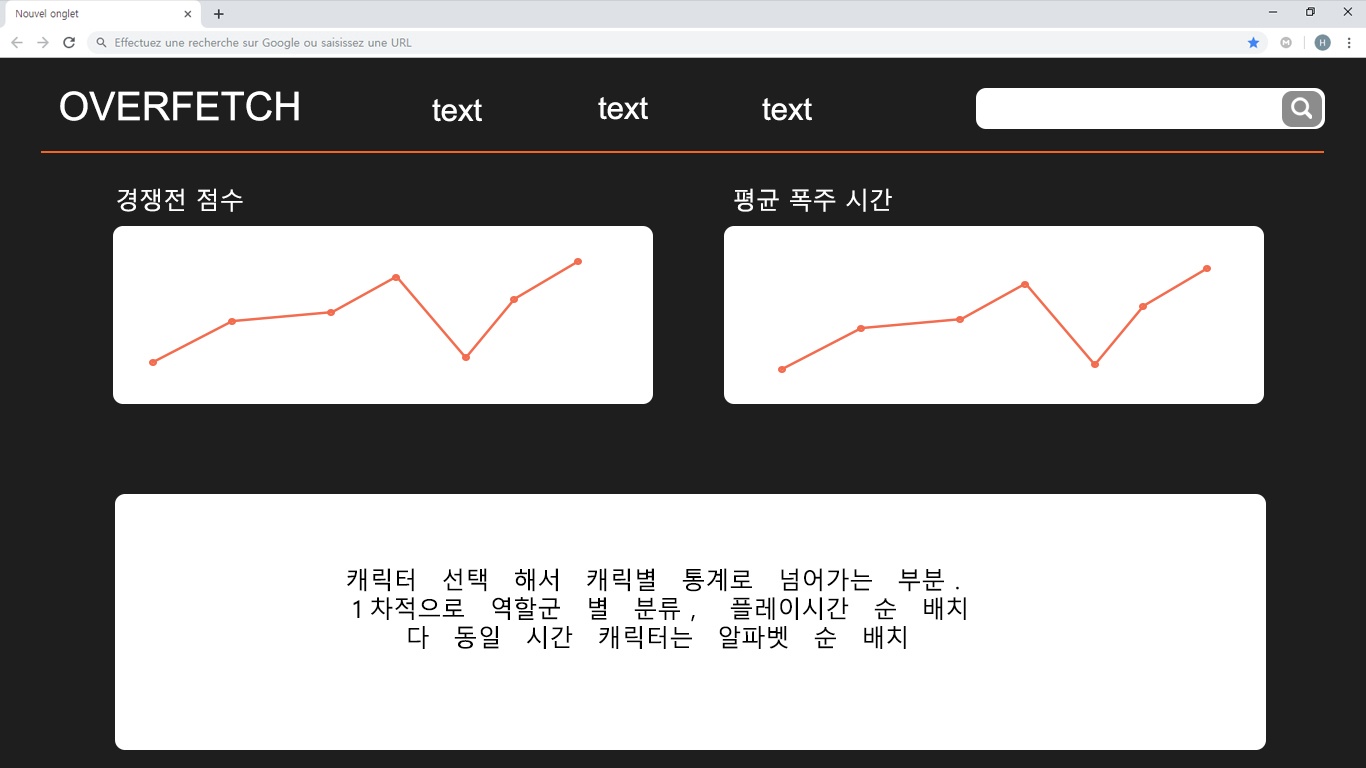 Nouvel onglet
Effectuez une recherche sur Google ou saisissez une URL
M
H
OVERFETCH
text
text
text
경쟁전 점수
평균 폭주 시간
캐릭터 선택 해서 캐릭별 통계로 넘어가는 부분 .
1 차적으로 역할군 별 분류 , 플레이시간 순 배치
다 동일 시간 캐릭터는 알파벳 순 배치